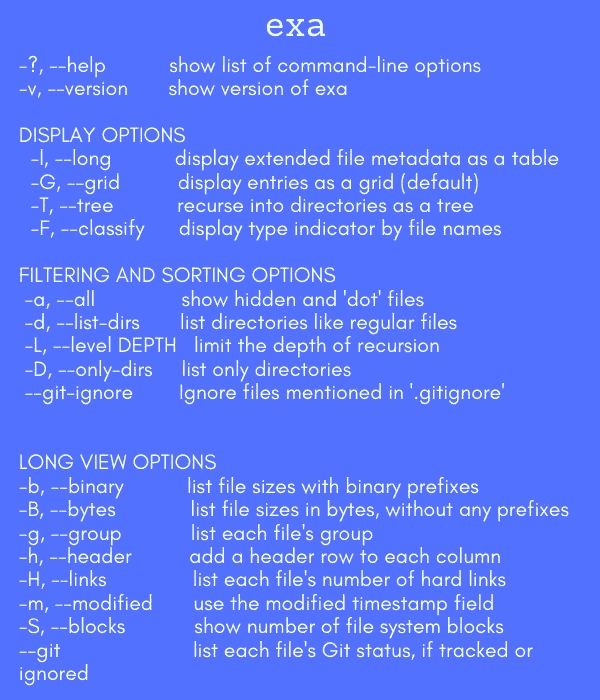 exa
-?, --help show list of command-line options
-v, --version show version of exa
DISPLAY OPTIONS
-l, --long display extended file metadata as a table
-G, --grid display entries as a grid (default)
-T, --tree recurse into directories as a tree
-F, --classify display type indicator by file names
FILTERING AND SORTING OPTIONS
-a, --all show hidden and 'dot' files
-d, --list-dirs list directories like regular files
-L, --level DEPTH limit the depth of recursion
-D, --only-dirs list only directories
--git-ignore Ignore files mentioned in '.gitignore'
LONG VIEW OPTIONS
-b, --binary list file sizes with binary prefixes
-B, --bytes list file sizes in bytes, without any prefixes
-g, --group list each file's group
-h, --header add a header row to each column
-H, --links list each file's number of hard links
-m, --modified use the modified timestamp field
-S, --blocks show number of file system blocks
--git list each file's Git status, if tracked or
ignored